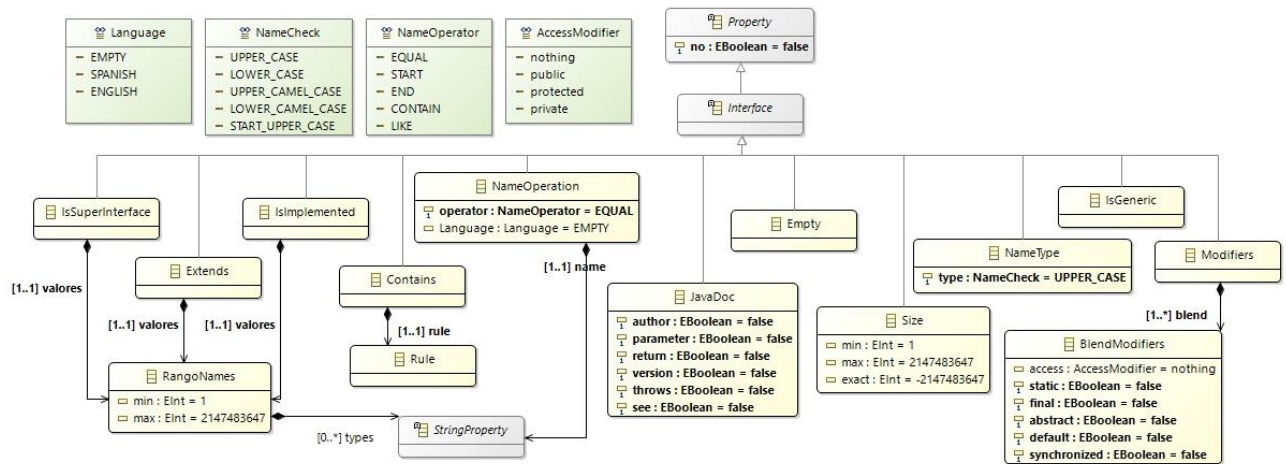 Language
EMPTY
SPANISH
ENGLISH
NameCheck
UPPER_CASE
LOWER_CASE
UPPER_CAMEL_CASE
LOWER_CAMEL_CASE
START_UPPER_CASE
NameOperator
EQUAL
START
END
CONTAIN
LIKE
AccessModifier
nothing
public
protected
private
Property
no : EBoolean = false
Interface
IsSuperInterface
[1..1] valores
Extends
[1..1] valores
IsImplemented
[1..1] valores
RangoNames
min : EInt = 1
max : EInt = 2147483647
[0..*] types
Contains
[1..1] rule
Rule
NameOperation
operator : NameOperator = EQUAL
Language : Language = EMPTY
[1..1] name
StringProperty
JavaDoc
author : EBoolean = false
parameter : EBoolean = false
return : EBoolean = false
version : EBoolean = false
throws : EBoolean = false
see : EBoolean = false
Empty
Size
min : EInt = 1
max : EInt = 2147483647
exact : EInt = -2147483647
NameType
type : NameCheck = UPPER_CASE
IsGeneric
Modifiers
[1..*] blend
BlendModifiers
access : AccessModifier = nothing
static : EBoolean = false
final : EBoolean = false
abstract : EBoolean = false
default : EBoolean = false
synchronized : EBoolean = false